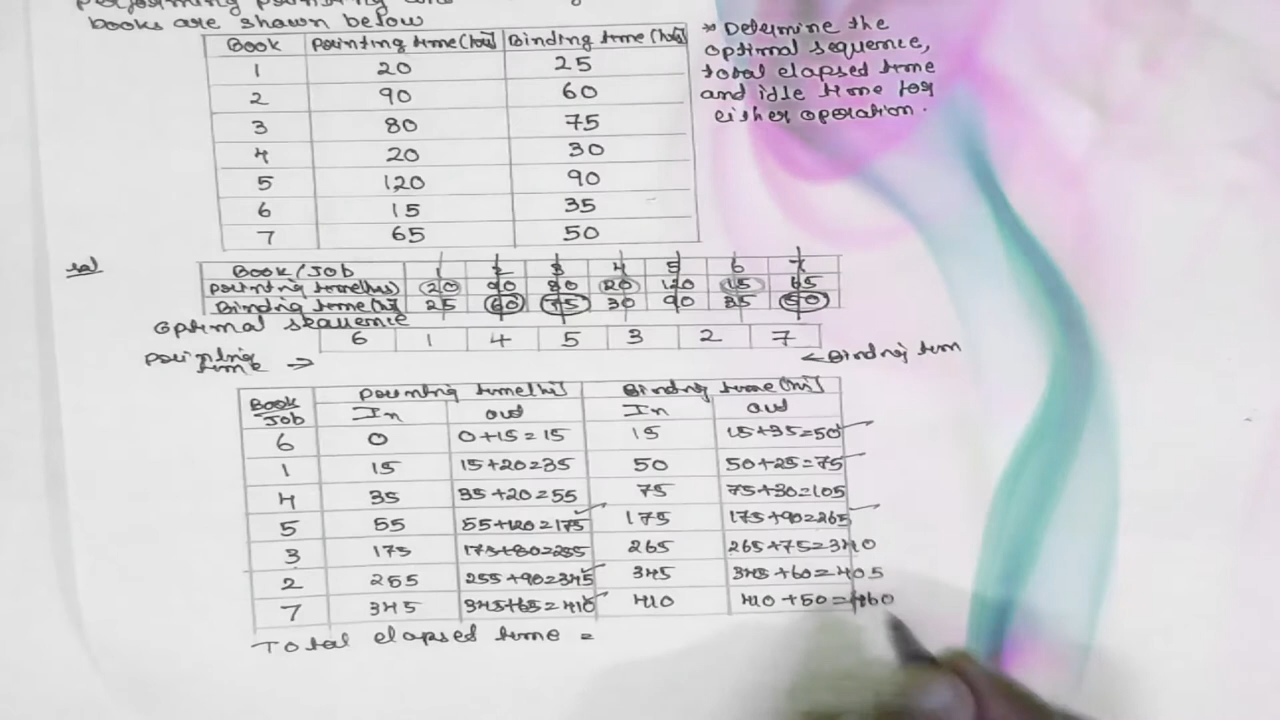 books are shown below
Book Printing time(hrs) Binding time(hrs)
1 20 25
2 90 60
3 80 75
4 20 30
5 120 90
6 15 35
7 65 50
* Determine the
optimal sequence,
total elapsed time
and idle time for
either operation.
Sol
Book/Job 1 2 3 4 5 6 7
Printing time(hrs) 20 90 80 20 120 15 65
Binding time(hrs) 25 60 75 30 90 35 50
Optimal sequence
6 1 4 5 3 2 7
Printing time → ← Binding time
Book Job Printing time(hrs) Binding time(hrs)
In out In out
6 0 0+15=15 15 15+35=50
1 15 15+20=35 50 50+25=75
4 35 35+20=55 75 75+30=105
5 55 55+120=175 175 175+90=265
3 175 175+80=255 265 265+75=340
2 255 255+90=345 345 345+60=405
7 345 345+65=410 410 410+50=460
Total elapsed time =